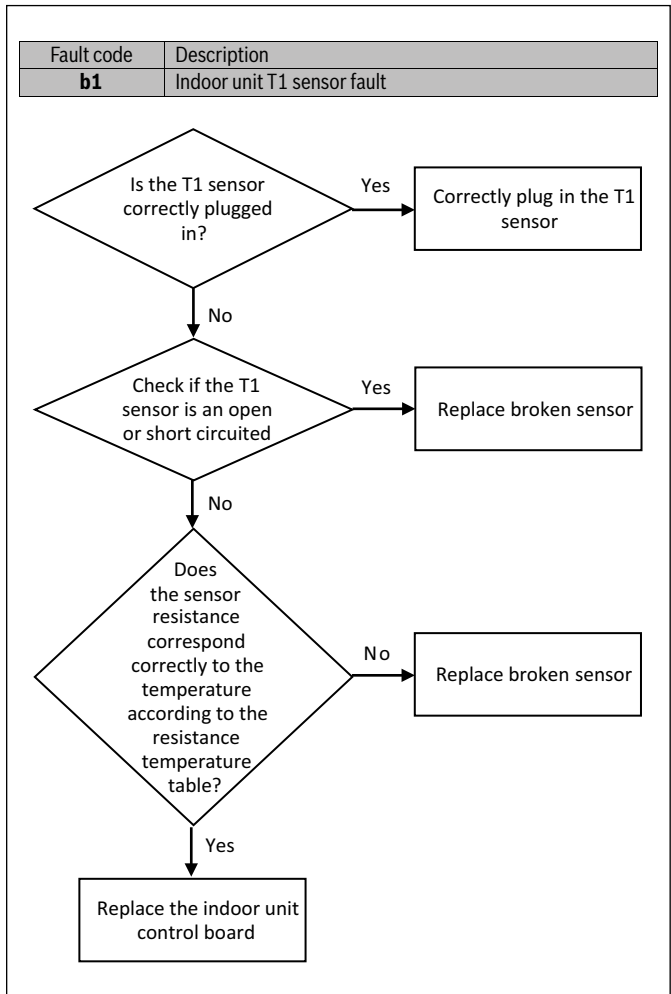 Fault code Description
b1 Indoor unit T1 sensor fault
Is the T1 sensor
correctly plugged
in?
Yes
Correctly plug in the T1
sensor
No
Check if the T1
sensor is an open
or short circuited
Yes
Replace broken sensor
No
Does
the sensor
resistance
correspond
correctly to the
temperature
according to the
resistance
temperature
table?
No
Replace broken sensor
Yes
Replace the indoor unit
control board